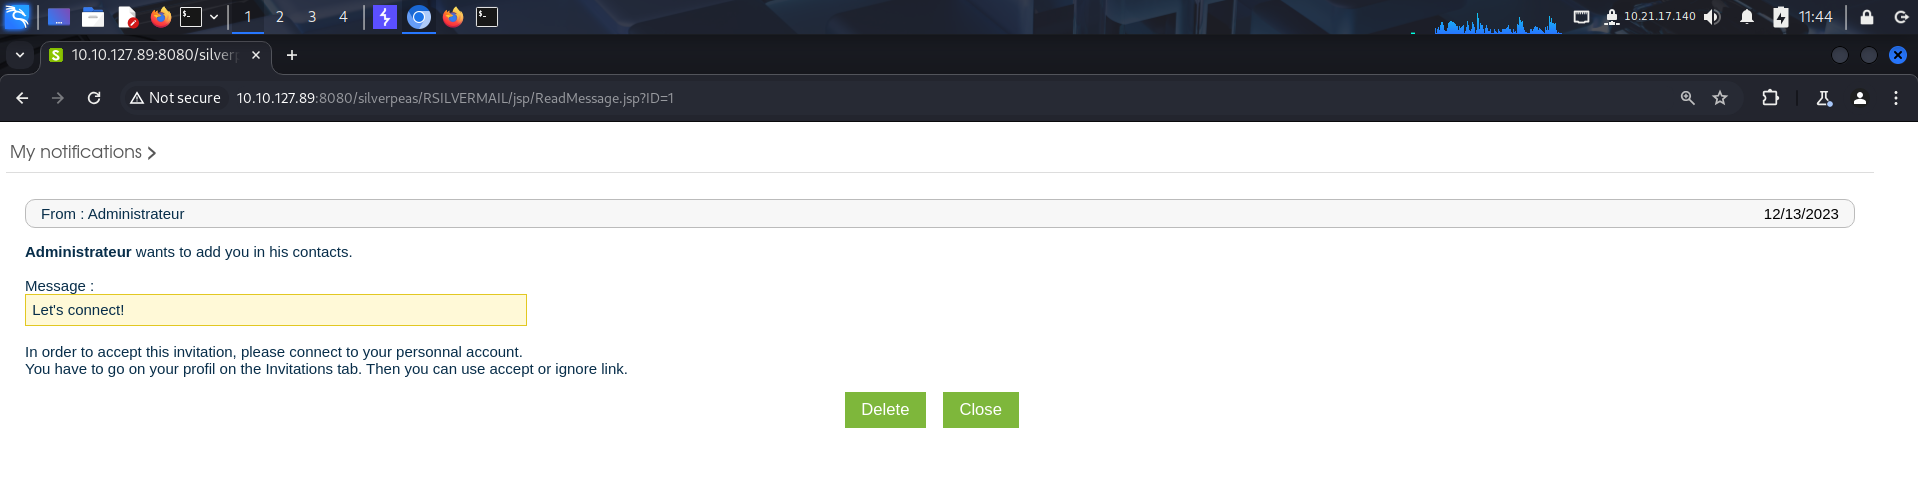 1 2 3 4 10.21.17.140 11:44
10.10.127.89:8080/silverp
Not secure 10.10.127.89:8080/silverpeas/RSILVERMAIL/jsp/ReadMessage.jsp?ID=1
My notifications
From : Administrateur 12/13/2023
Administrateur wants to add you in his contacts.
Message :
Let's connect!
In order to accept this invitation, please connect to your personnal account.
You have to go on your profil on the Invitations tab. Then you can use accept or ignore link.
Delete Close